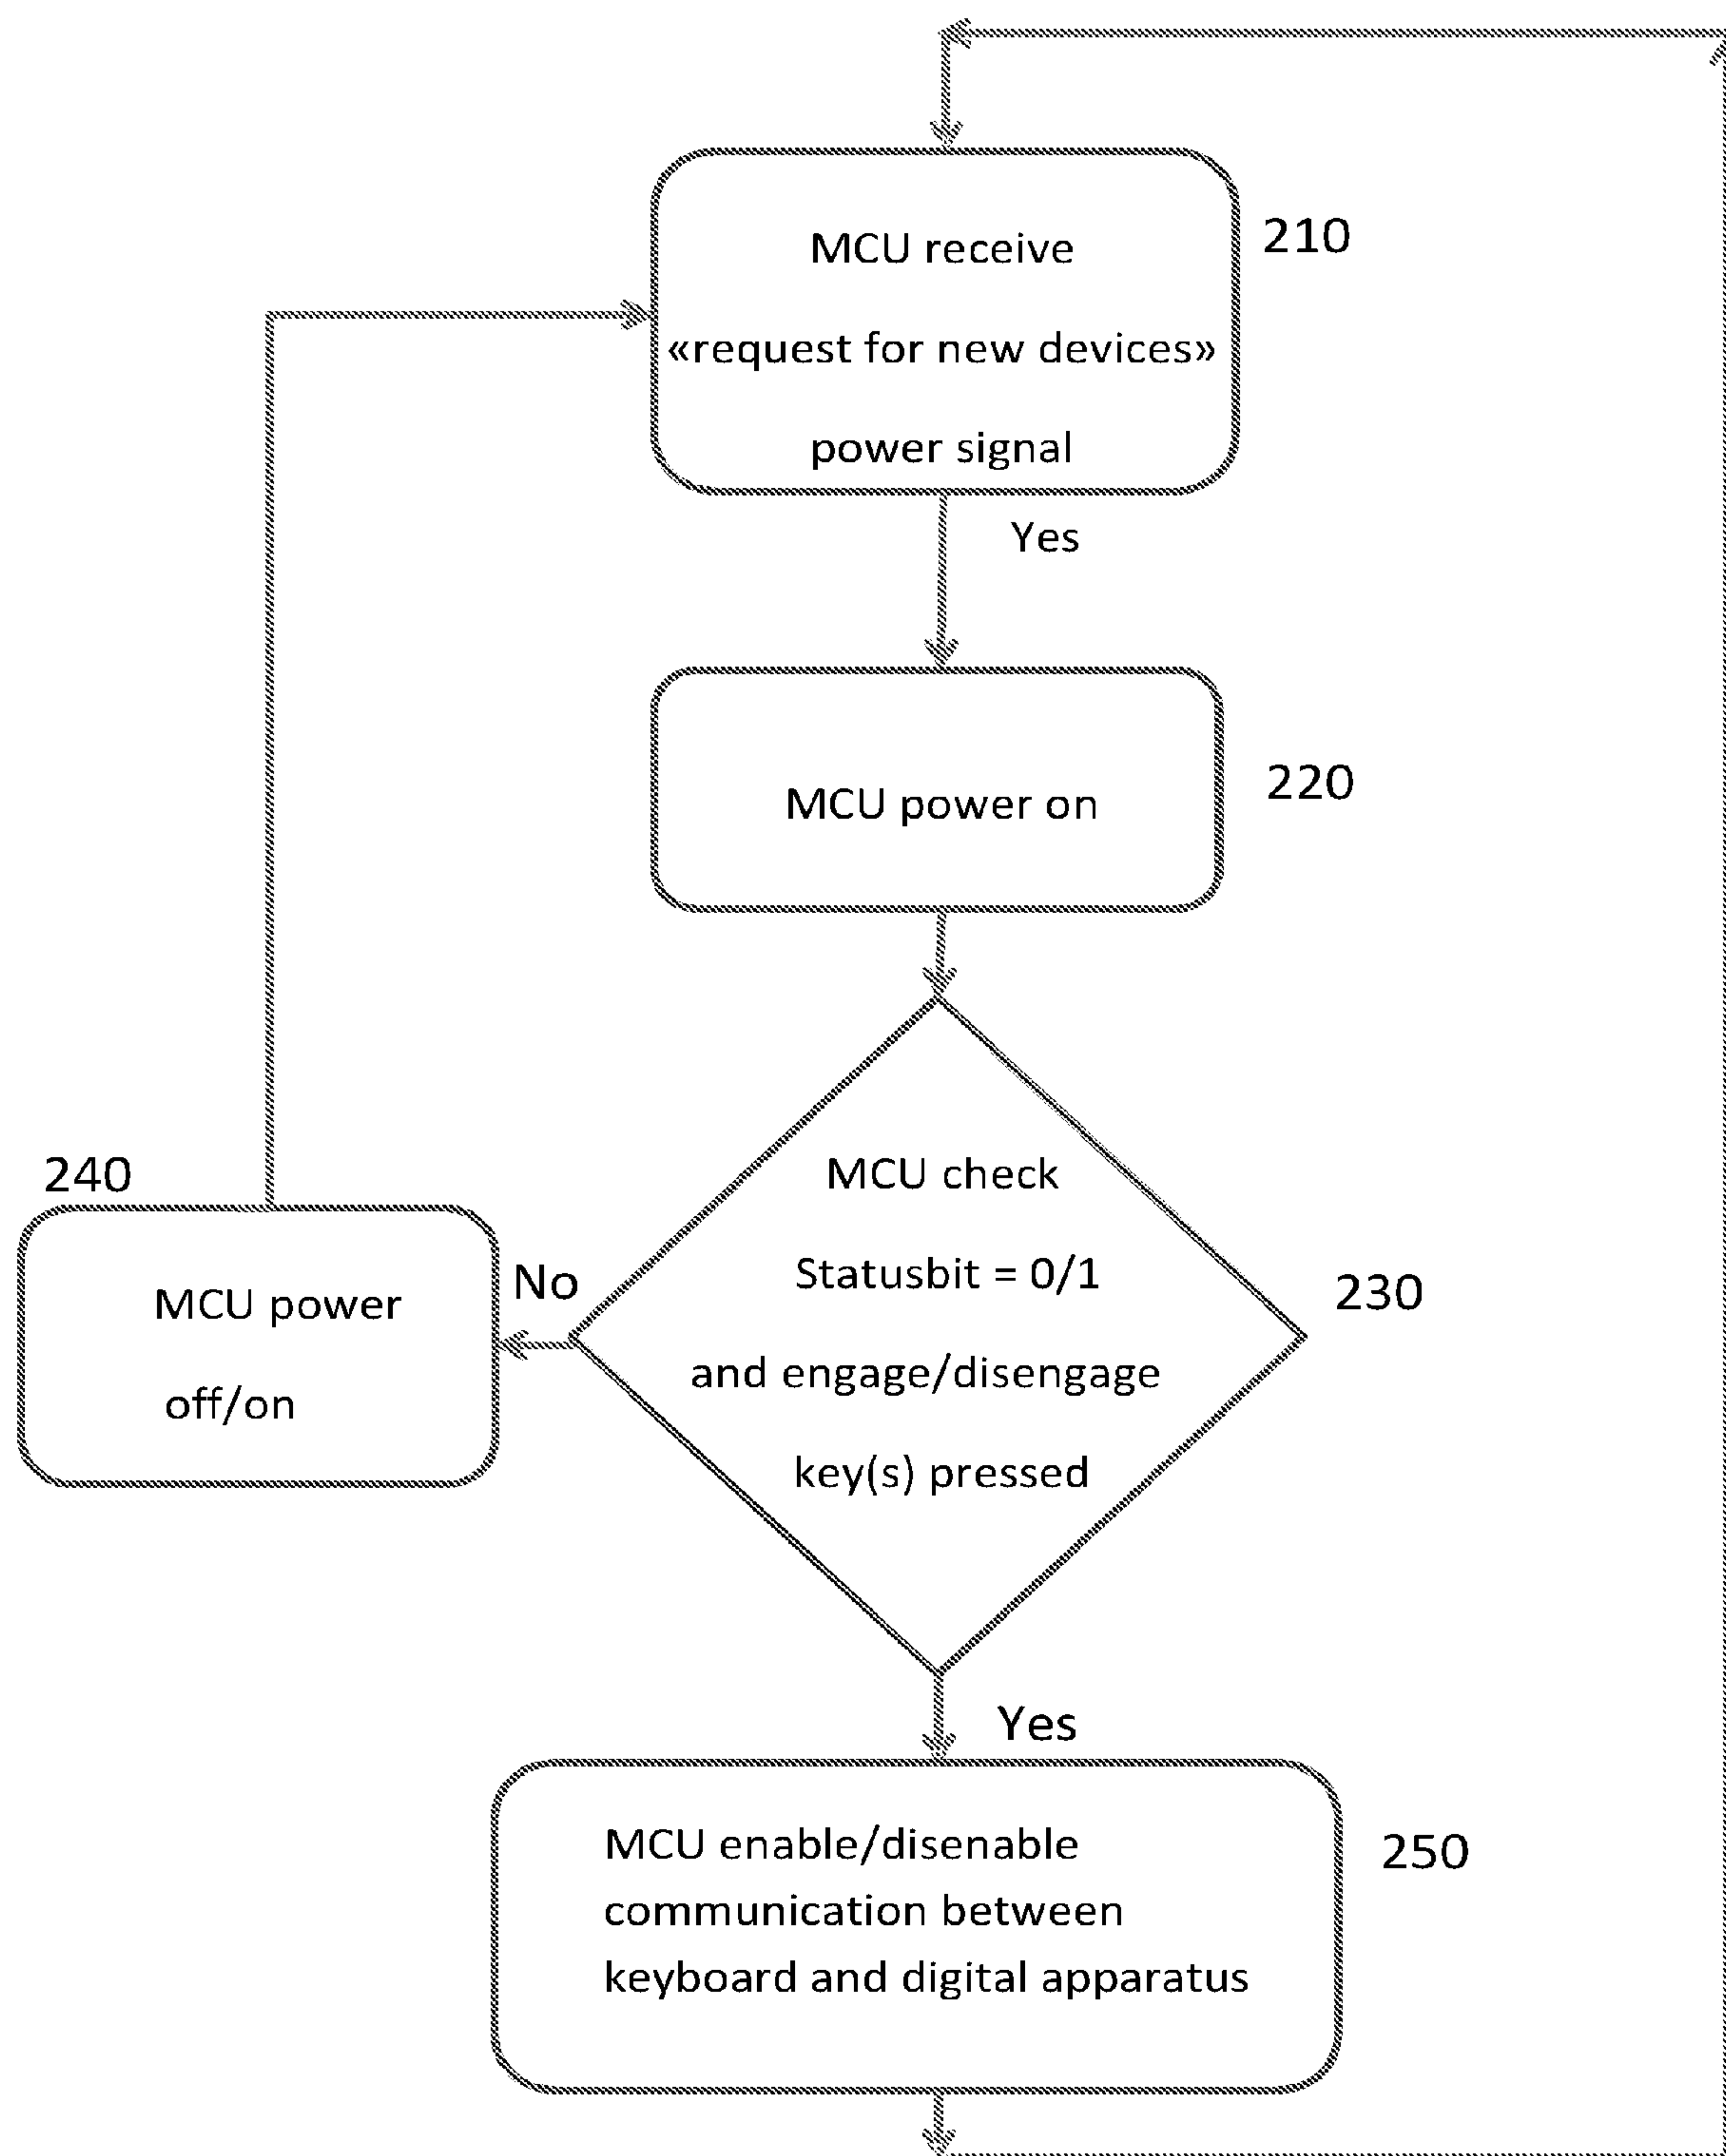 MCU receive
«request for new devices»
power signal
210
Yes
MCU power on
220
MCU check
Statusbit = 0/1
and engage/disengage
key(s) pressed
230
No
240
MCU power
off/on
Yes
MCU enable/disenable
communication between
keyboard and digital apparatus
250